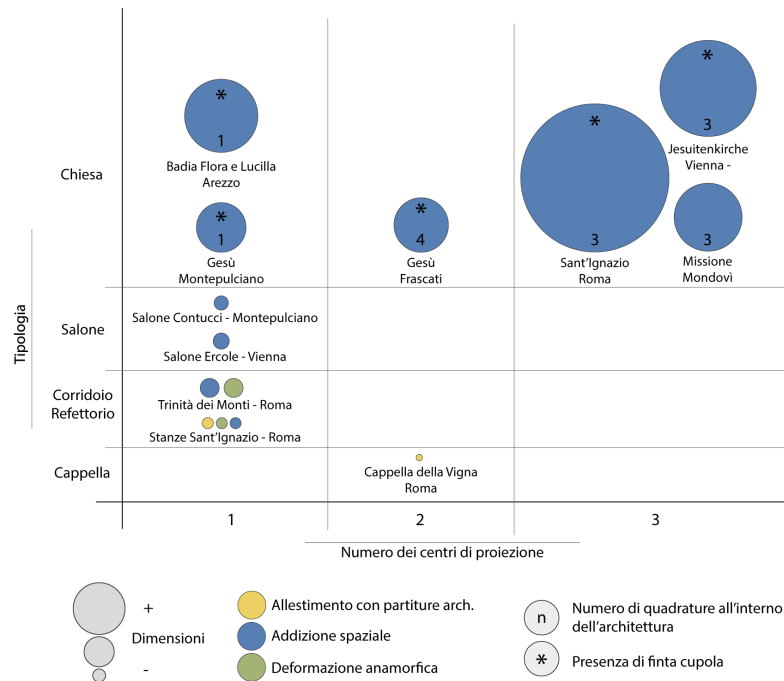 Chiesa
*
1
Badia Flora e Lucilla
Arezzo
*
1
Gesù
Montepulciano
*
4
Gesù
Frascati
*
3
Sant'Ignazio
Roma
*
3
Jesuitenkirche
Vienna -
3
Missione
Mondovì
Tipologia
Salone
Salone Contucci - Montepulciano
Salone Ercole - Vienna
Corridoio
Refettorio
Trinità dei Monti - Roma
Stanze Sant'Ignazio - Roma
Cappella
Cappella della Vigna
Roma
1
2
3
Numero dei centri di proiezione
+
Dimensioni
-
Allestimento con partiture arch.
Addizione spaziale
Deformazione anamorfica
n
Numero di quadrature all'interno
dell'architettura
*
Presenza di finta cupola